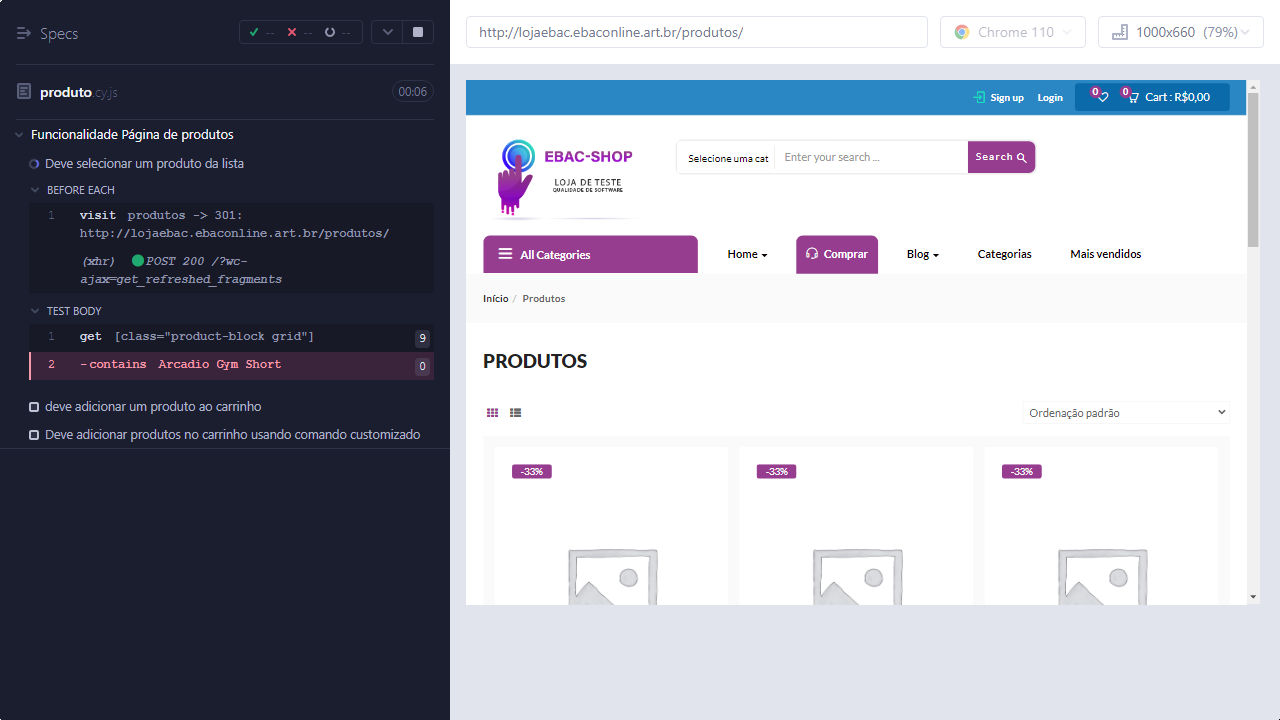 Specs
-- -- --
produto.cy.js
00:06
Funcionalidade Página de produtos
Deve selecionar um produto da lista
BEFORE EACH
1 visit produtos -> 301:
http://lojaebac.ebaconline.art.br/produtos/
(xhr) POST 200 /?wc-
ajax=get_refreshed_fragments
TEST BODY
1 get [class="product-block grid"] 9
2 -contains Arcadio Gym Short 0
deve adicionar um produto ao carrinho
Deve adicionar produtos no carrinho usando comando customizado
http://lojaebac.ebaconline.art.br/produtos/
Chrome 110
1000x660 (79%)
Sign up Login 0 0 Cart : R$0,00
EBAC-SHOP
LOJA DE TESTE
QUALIDADE DE SOFTWARE
Selecione uma cat Enter your search ... Search
All Categories Home Comprar Blog Categorias Mais vendidos
Início / Produtos
PRODUTOS
Ordenação padrão
-33% -33% -33%